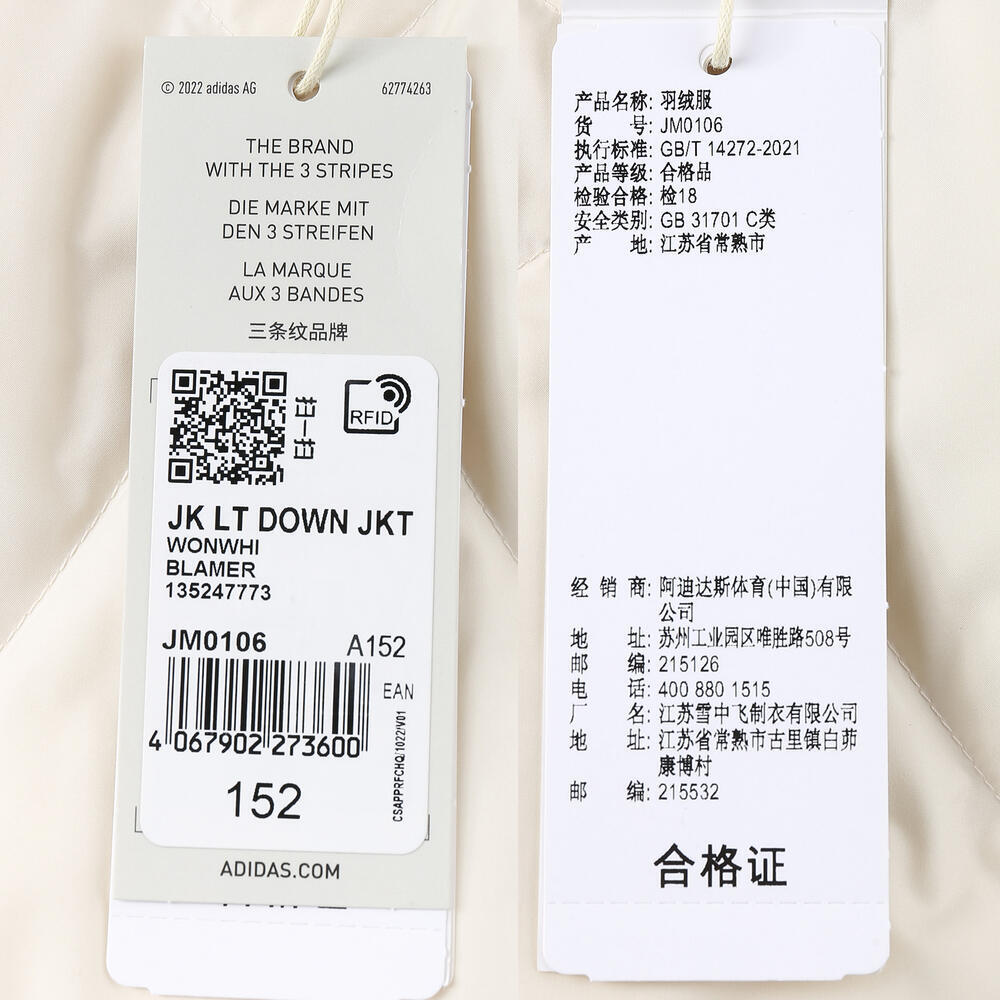 © 2022 adidas AG 62774263
THE BRAND
WITH THE 3 STRIPES
DIE MARKE MIT
DEN 3 STREIFEN
LA MARQUE
AUX 3 BANDES
三条纹品牌
扫一扫
RFID
JK LT DOWN JKT
WONWHI
BLAMER
135247773
JM0106 A152
EAN
4 067902 273600
CSAPPRFCHQ/1022/V01
152
ADIDAS.COM
产品名称: 羽绒服
货 号: JM0106
执行标准: GB/T 14272-2021
产品等级: 合格品
检验合格: 检18
安全类别: GB 31701 C类
产 地: 江苏省常熟市
经 销 商: 阿迪达斯体育(中国)有限
公司
地 址: 苏州工业园区唯胜路508号
邮 编: 215126
电 话: 400 880 1515
厂 名: 江苏雪中飞制衣有限公司
地 址: 江苏省常熟市古里镇白茆
康博村
邮 编: 215532
合格证